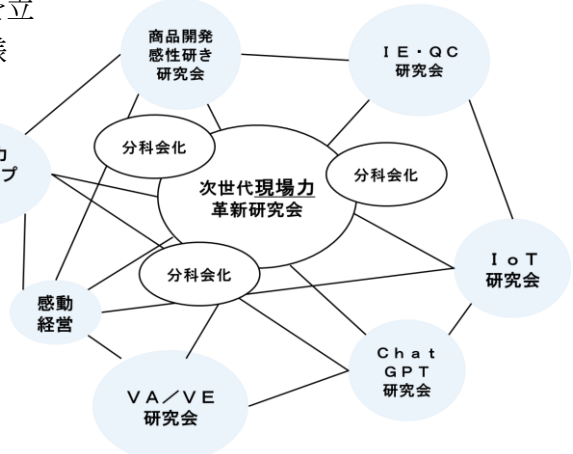 立
商品開発
感性研き
研究会
ＩＥ・ＱＣ
研究会
分科会化
分科会化
プ
次世代現場力
革新研究会
ＩｏＴ
研究会
分科会化
感動
経営
Ｃｈａｔ
ＧＰＴ
研究会
ＶＡ／ＶＥ
研究会